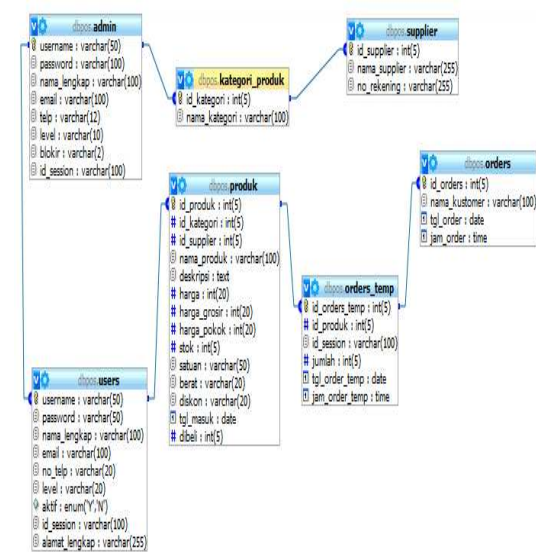 dbpos.admin
username : varchar(50)
password : varchar(100)
nama_lengkap : varchar(100)
email : varchar(100)
telp : varchar(12)
level : varchar(10)
blokir : varchar(2)
id_session : varchar(100)
dbpos.kategori_produk
id_kategori : int(5)
nama_kategori : varchar(100)
dbpos.supplier
id_supplier : int(5)
nama_supplier : varchar(255)
no_rekening : varchar(255)
dbpos.produk
id_produk : int(5)
# id_kategori : int(5)
# id_supplier : int(5)
nama_produk : varchar(100)
deskripsi : text
# harga : int(20)
# harga_grosir : int(20)
# harga_pokok : int(20)
# stok : int(5)
satuan : varchar(50)
berat : varchar(20)
diskon : varchar(20)
tgl_masuk : date
# dibeli : int(5)
dbpos.orders
id_orders : int(5)
nama_kustomer : varchar(100)
tgl_order : date
jam_order : time
dbpos.orders_temp
id_orders_temp : int(5)
# id_produk : int(5)
id_session : varchar(100)
# jumlah : int(5)
tgl_order_temp : date
jam_order_temp : time
dbpos.users
username : varchar(50)
password : varchar(50)
nama_lengkap : varchar(100)
email : varchar(100)
no_telp : varchar(20)
level : varchar(20)
aktif : enum('Y','N')
id_session : varchar(100)
alamat_lengkap : varchar(255)